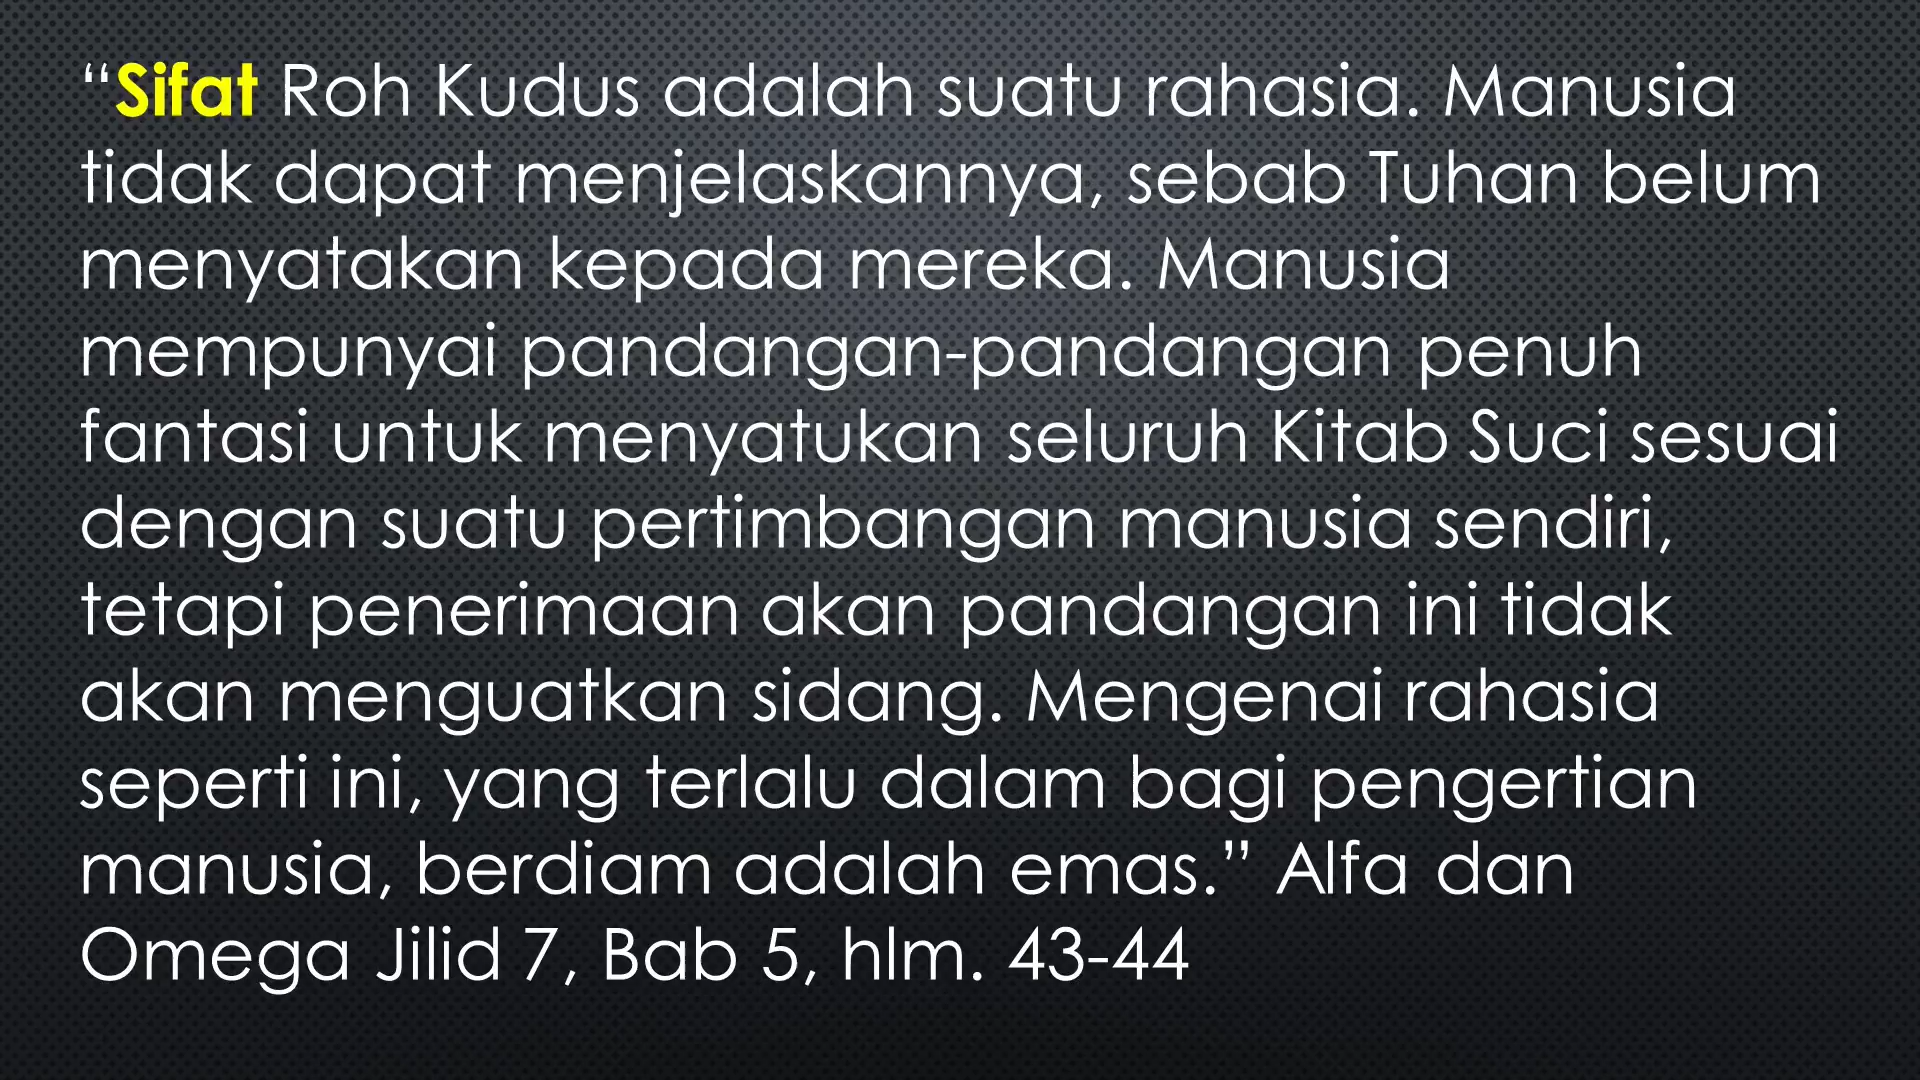 “Sifat Roh Kudus adalah suatu rahasia. Manusia
tidak dapat menjelaskannya, sebab Tuhan belum
menyatakan kepada mereka. Manusia
mempunyai pandangan-pandangan penuh
fantasi untuk menyatukan seluruh Kitab Suci sesuai
dengan suatu pertimbangan manusia sendiri,
tetapi penerimaan akan pandangan ini tidak
akan menguatkan sidang. Mengenai rahasia
seperti ini, yang terlalu dalam bagi pengertian
manusia, berdiam adalah emas.” Alfa dan
Omega Jilid 7, Bab 5, hlm. 43-44